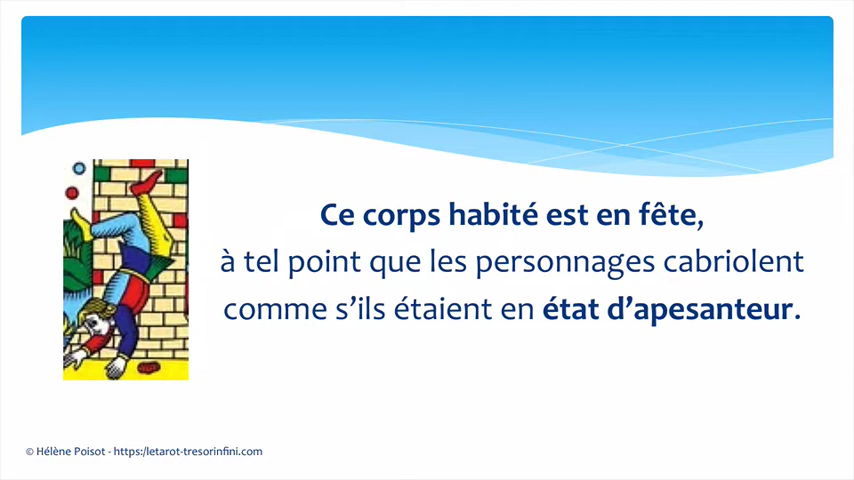 Ce corps habité est en fête,
à tel point que les personnages cabriolent
comme s’ils étaient en état d’apesanteur.
© Hélène Poisot - https:/letarot-tresorinfini.com